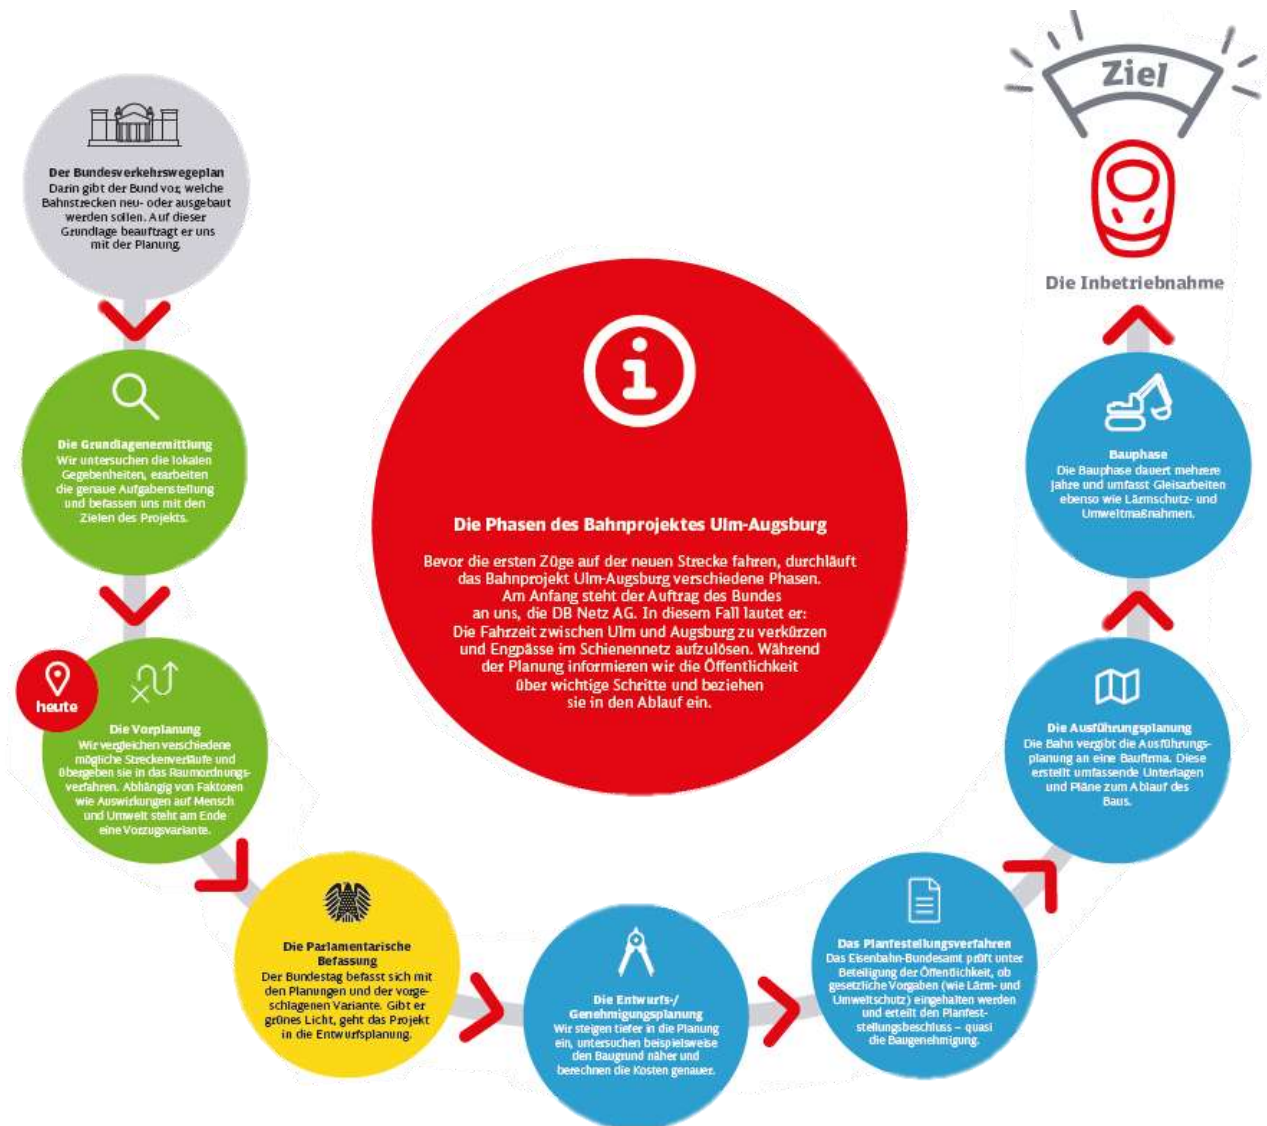 Der Bundesverkehrswegeplan
Darin gibt der Bund vor, welche
Bahnstrecken neu- oder ausgebaut
werden sollen. Auf dieser
Grundlage beauftragt er uns
mit der Planung.
Die Grundlagenermittlung
Wir untersuchen die lokalen
Gegebenheiten, erarbeiten
die genaue Aufgabenstellung
und befassen uns mit den
Zielen des Projekts.
heute
Die Vorplanung
Wir vergleichen verschiedene
mögliche Streckenverläufe und
übergeben sie in das Raumordnungs-
verfahren. Abhängig von Faktoren
wie Auswirkungen auf Mensch
und Umwelt steht am Ende
eine Vorzugsvariante.
Die Parlamentarische
Befassung
Der Bundestag befasst sich mit
den Planungen und der vorge-
schlagenen Variante. Gibt er
grünes Licht, geht das Projekt
in die Entwurfsplanung.
Die Entwurfs-/
Genehmigungsplanung
Wir steigen tiefer in die Planung
ein, untersuchen beispielsweise
den Baugrund näher und
berechnen die Kosten genauer.
Das Planfestellungsverfahren
Das Eisenbahn-Bundesamt prüft unter
Beteiligung der Öffentlichkeit, ob
gesetzliche Vorgaben (wie Lärm- und
Umweltschutz) eingehalten werden
und erteilt den Planfest-
stellungsbeschluss – quasi
die Baugenehmigung.
Die Ausführungsplanung
Die Bahn vergibt die Ausführungs-
planung an eine Baufirma. Diese
erstellt umfassende Unterlagen
und Pläne zum Ablauf des
Baus.
Bauphase
Die Bauphase dauert mehrere
Jahre und umfasst Gleisarbeiten
ebenso wie Lärmschutz- und
Umweltmaßnahmen.
Die Inbetriebnahme
Ziel
Die Phasen des Bahnprojektes Ulm-Augsburg
Bevor die ersten Züge auf der neuen Strecke fahren, durchläuft
das Bahnprojekt Ulm-Augsburg verschiedene Phasen.
Am Anfang steht der Auftrag des Bundes
an uns, die DB Netz AG. In diesem Fall lautet er:
Die Fahrzeit zwischen Ulm und Augsburg zu verkürzen
und Engpässe im Schienennetz aufzulösen. Während
der Planung informieren wir die Öffentlichkeit
über wichtige Schritte und beziehen
sie in den Ablauf ein.